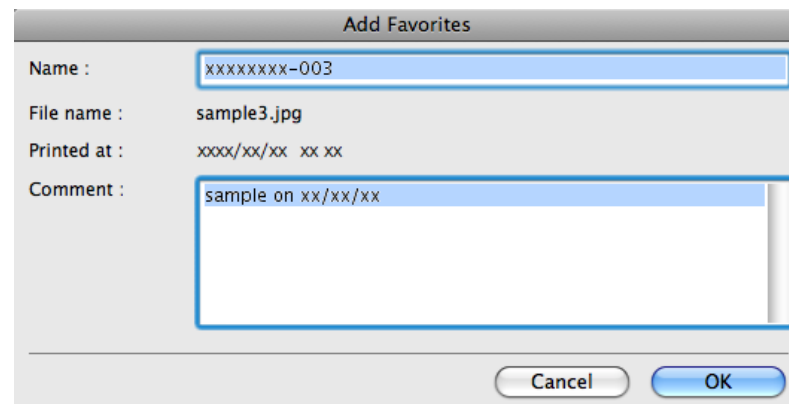 Add Favorites
Name : xxxxxxxx-003
File name : sample3.jpg
Printed at : xxxx/xx/xx xx xx
Comment : sample on xx/xx/xx
Cancel OK